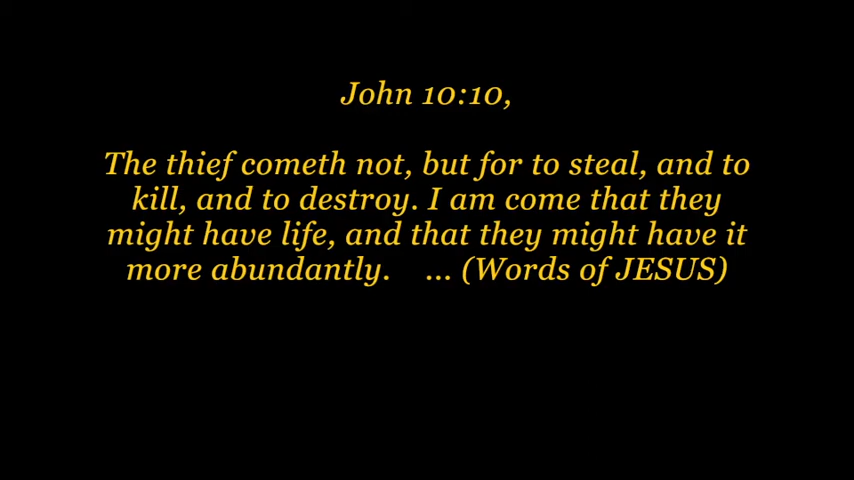 John 10:10,
The thief cometh not, but for to steal, and to
kill, and to destroy. I am come that they
might have life, and that they might have it
more abundantly. ... (Words of JESUS)